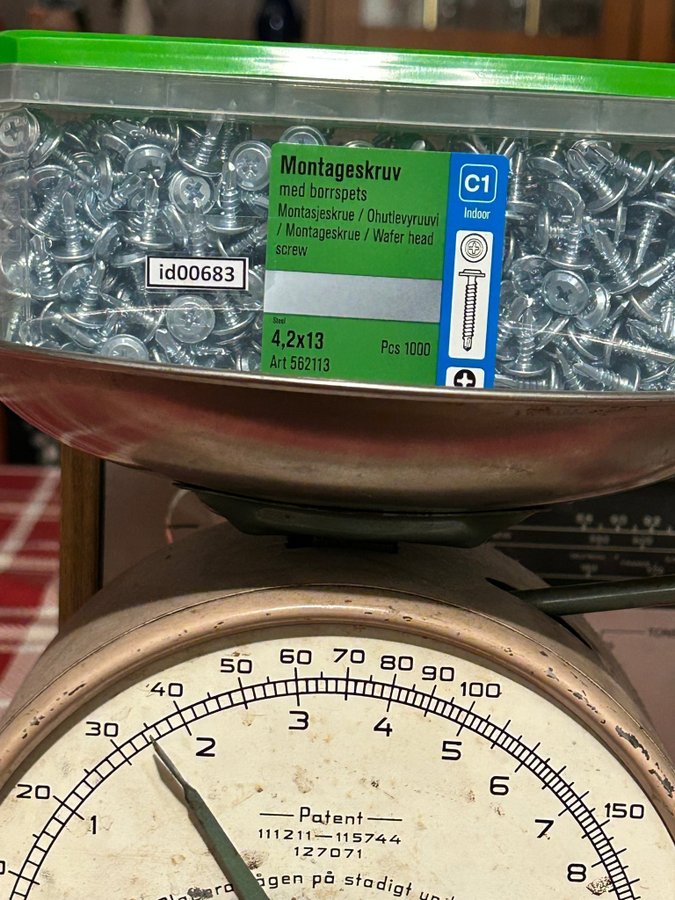 Montageskruv
med borrspets
Montasjeskrue / Ohutlevyruuvi
/ Montageskrue / Wafer head
screw
C1
Indoor
id00683
Steel
4,2x13
Pcs 1000
Art 562113
20 30 40 50 60 70 80 90 100 150
1 2 3 4 5 6 7 8
Patent
111211—115744
127071
på stadigt